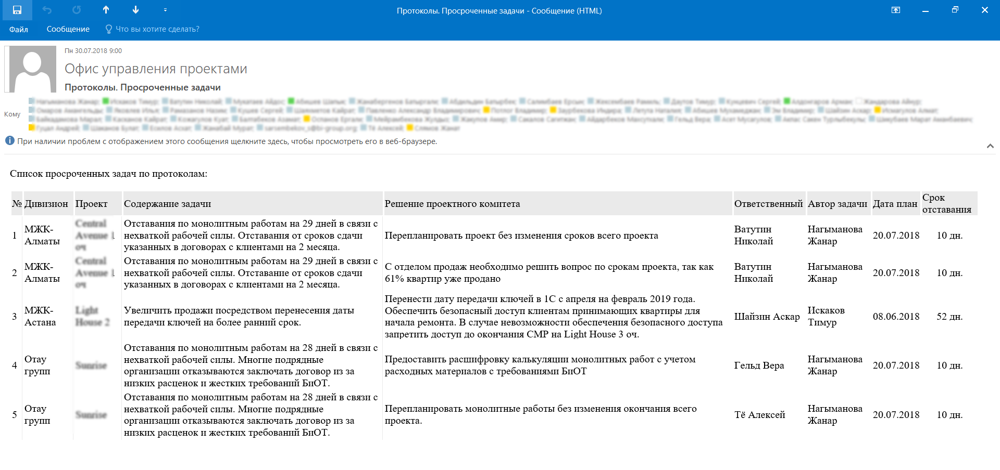 Протоколы. Просроченные задачи - Сообщение (HTML)
Файл Сообщение Что вы хотите сделать?
Пн 30.07.2018 9:00
Офис управления проектами
Протоколы. Просроченные задачи
Кому
При наличии проблем с отображением этого сообщения щелкните здесь, чтобы просмотреть его в веб-браузере.
Список просроченных задач по протоколам:
№ Дивизион Проект Содержание задачи Решение проектного комитета Ответственный Автор задачи Дата план Срок
отставания
1
МЖК-
Алматы
Central
Avenue 1
оч
Отставания по монолитным работам на 29 дней в связи с
нехваткой рабочей силы. Отставания от сроков сдачи
указанных в договорах с клиентами на 2 месяца.
Перепланировать проект без изменения сроков всего проекта
Ватутин
Николай
Нагыманова
Жанар
20.07.2018
10 дн.
2
МЖК-
Алматы
Central
Avenue 1
оч
Отставания по монолитным работам на 29 дней в связи с
нехваткой рабочей силы. Отставание от сроков сдачи
указанных в договорах с клиентами на 2 месяца.
С отделом продаж необходимо решить вопрос по срокам проекта, так как
61% квартир уже продано
Ватутин
Николай
Нагыманова
Жанар
20.07.2018
10 дн.
3
МЖК-
Астана
Light
House 2
Увеличить продажи посредством перенесения даты
передачи ключей на более ранний срок.
Перенести дату передачи ключей в 1С с апреля на февраль 2019 года.
Обеспечить безопасный доступ клиентам принимающих квартиры для
начала ремонта. В случае невозможности обеспечения безопасного доступа
запретить доступ до окончания СМР на Light House 3 оч.
Шайзин Аскар
Искаков
Тимур
08.06.2018
52 дн.
4
Отау
групп
Sunrise
Отставания по монолитным работам на 28 дней в связи с
нехваткой рабочей силы. Многие подрядные
организации отказываются заключать договор из за
низких расценок и жестких требований БиОТ.
Предоставить расшифровку калькуляции монолитных работ с учетом
расходных материалов с требованиями БиОТ
Гельд Вера
Нагыманова
Жанар
20.07.2018
10 дн.
5
Отау
групп
Sunrise
Отставания по монолитным работам на 28 дней в связи с
нехваткой рабочей силы. Многие подрядные
организации отказываются заключать договор из за
низких расценок и жестких требований БиОТ.
Перепланировать монолитные работы без изменения окончания всего
проекта.
Тё Алексей
Нагыманова
Жанар
20.07.2018
10 дн.